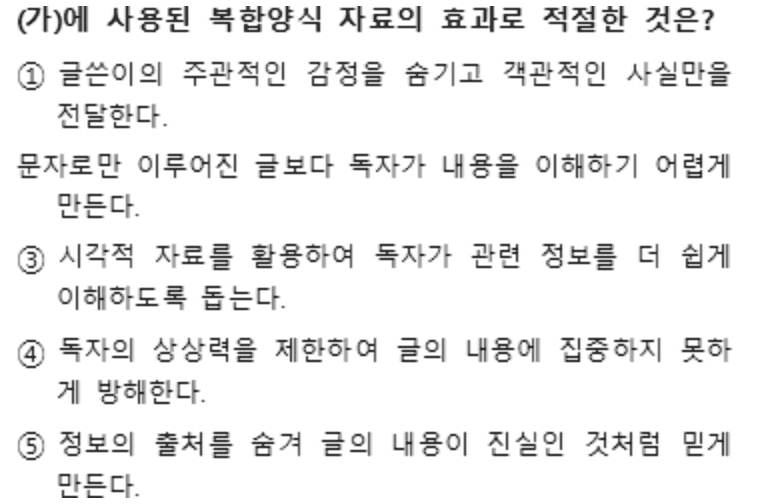 (가)에 사용된 복합양식 자료의 효과로 적절한 것은?
① 글쓴이의 주관적인 감정을 숨기고 객관적인 사실만을
전달한다.
문자로만 이루어진 글보다 독자가 내용을 이해하기 어렵게
만든다.
③ 시각적 자료를 활용하여 독자가 관련 정보를 더 쉽게
이해하도록 돕는다.
④ 독자의 상상력을 제한하여 글의 내용에 집중하지 못하
게 방해한다.
⑤ 정보의 출처를 숨겨 글의 내용이 진실인 것처럼 믿게
만든다.